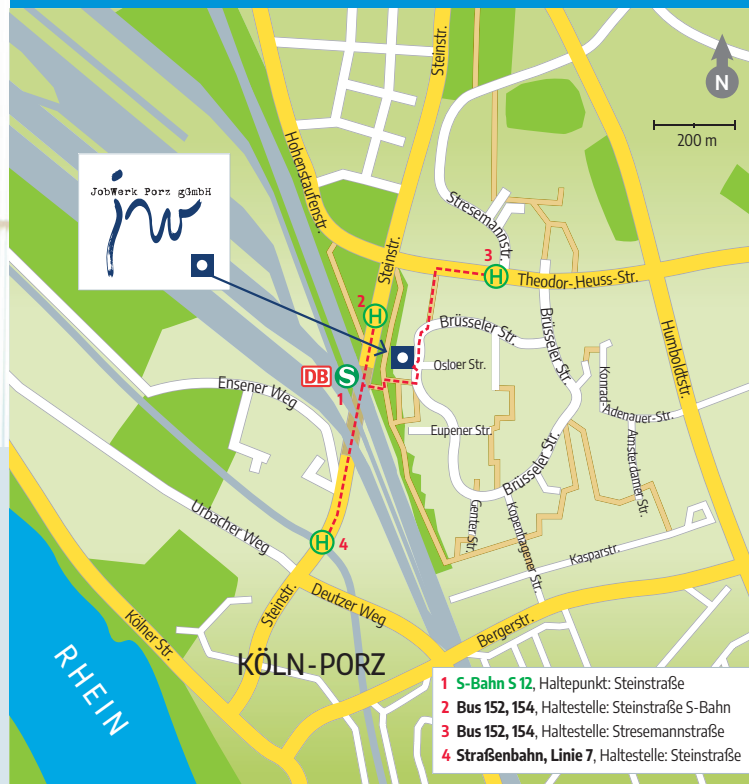 Steinstr.
N
200 m
Hohenstaufenstr.
JobWerk Porz gGmbH
jw
Stresemannstr.
Steinstr.
3
H
Theodor-Heuss-Str.
2
H
Brüsseler Str.
Brüsseler Str.
Humboldtstr.
Osloer Str.
DB
S
1
Ensener Weg
Konrad-Adenauer-Str.
Eupener Str.
Amsterdamer Str.
Brüsseler Str.
Genter Str.
Kopenhagener Str.
Urbacher Weg
H
4
Kasparstr.
Steinstr.
Deutzer Weg
Bergerstr.
Kölner Str.
RHEIN
KÖLN-PORZ
1 S-Bahn S 12, Haltepunkt: Steinstraße
2 Bus 152, 154, Haltestelle: Steinstraße S-Bahn
3 Bus 152, 154, Haltestelle: Stresemannstraße
4 Straßenbahn, Linie 7, Haltestelle: Steinstraße